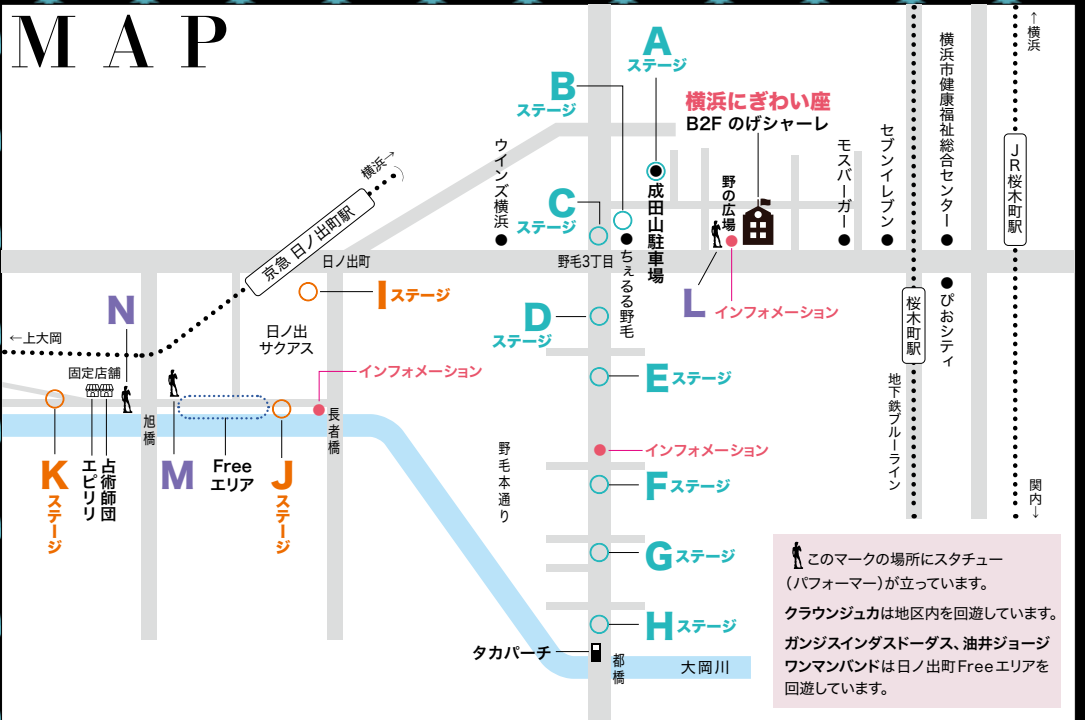 MAP
A
ステージ
B
ステージ
横浜にぎわい座
B2F のげシャーレ
←横浜
横浜市健康福祉総合センター
セブンイレブン
モスバーガー
JR桜木町駅
ウインズ横浜
横浜→
京急 日ノ出町駅
C
ステージ
成田山駐車場
野の広場
日ノ出町
野毛3丁目
ちぇるる野毛
L
インフォメーション
桜木町駅
ぴおシティ
地下鉄ブルーライン
関内→
I ステージ
N
日ノ出
サクアス
←上大岡
固定店舗
D
ステージ
E ステージ
インフォメーション
旭橋
長者橋
K
ステージ
エピリリ
占術師団
M
Free
エリア
J
ステージ
野毛本通り
インフォメーション
F ステージ
G ステージ
H ステージ
タカパーチ
都橋
大岡川
このマークの場所にスタチュー
(パフォーマー)が立っています。
クラウンジュカは地区内を回遊しています。
ガンジスインダスドーダス、油井ジョージ
ワンマンバンドは日ノ出町Freeエリアを
回遊しています。